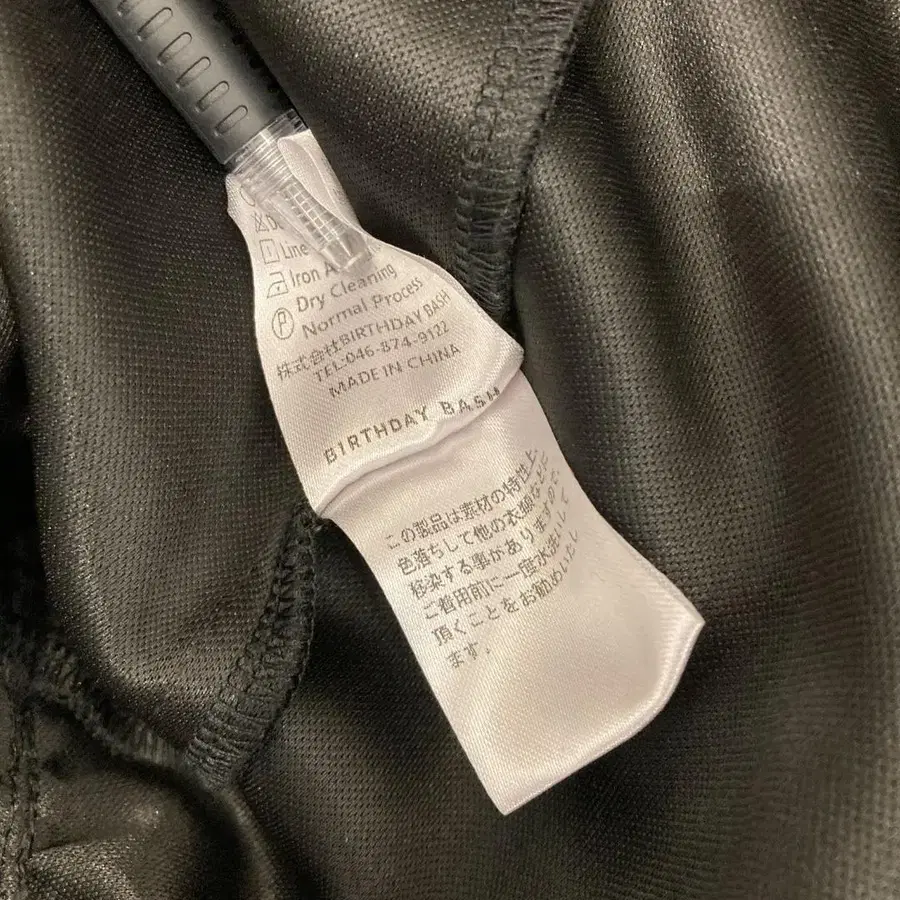 Line
Iron
Dry Cleaning
Normal Process
株式会社BIRTHDAY BASH
TEL:046-874-9122
MADE IN CHINA
BIRTHDAY BASH
この製品は素材の特性上、
色落ちして他の衣類などに
移染する事がありますので、
ご着用前に一度水洗いして
頂くことをお勧めいたし
ます。